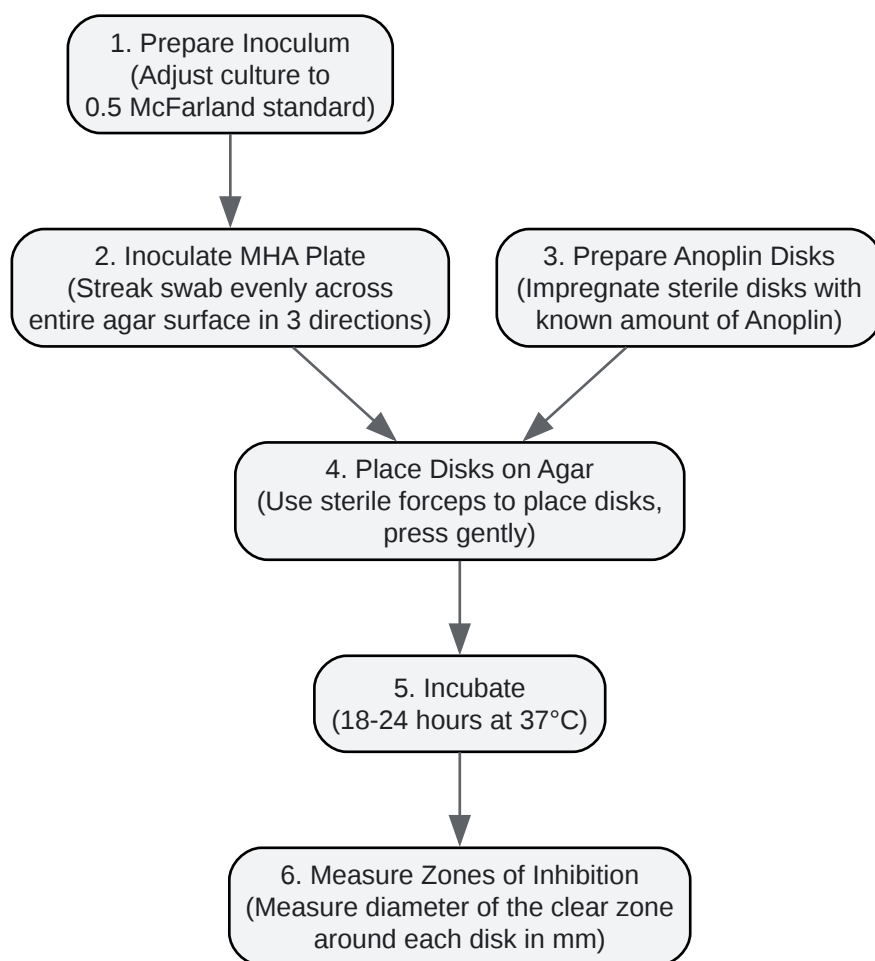 1. Prepare Inoculum
(Adjust culture to
0.5 McFarland standard)
2. Inoculate MHA Plate
(Streak swab evenly across
entire agar surface in 3 directions)
3. Prepare Anoplin Disks
(Impregnate sterile disks with
known amount of Anoplin)
4. Place Disks on Agar
(Use sterile forceps to place disks,
press gently)
5. Incubate
(18-24 hours at 37°C)
6. Measure Zones of Inhibition
(Measure diameter of the clear zone
around each disk in mm)